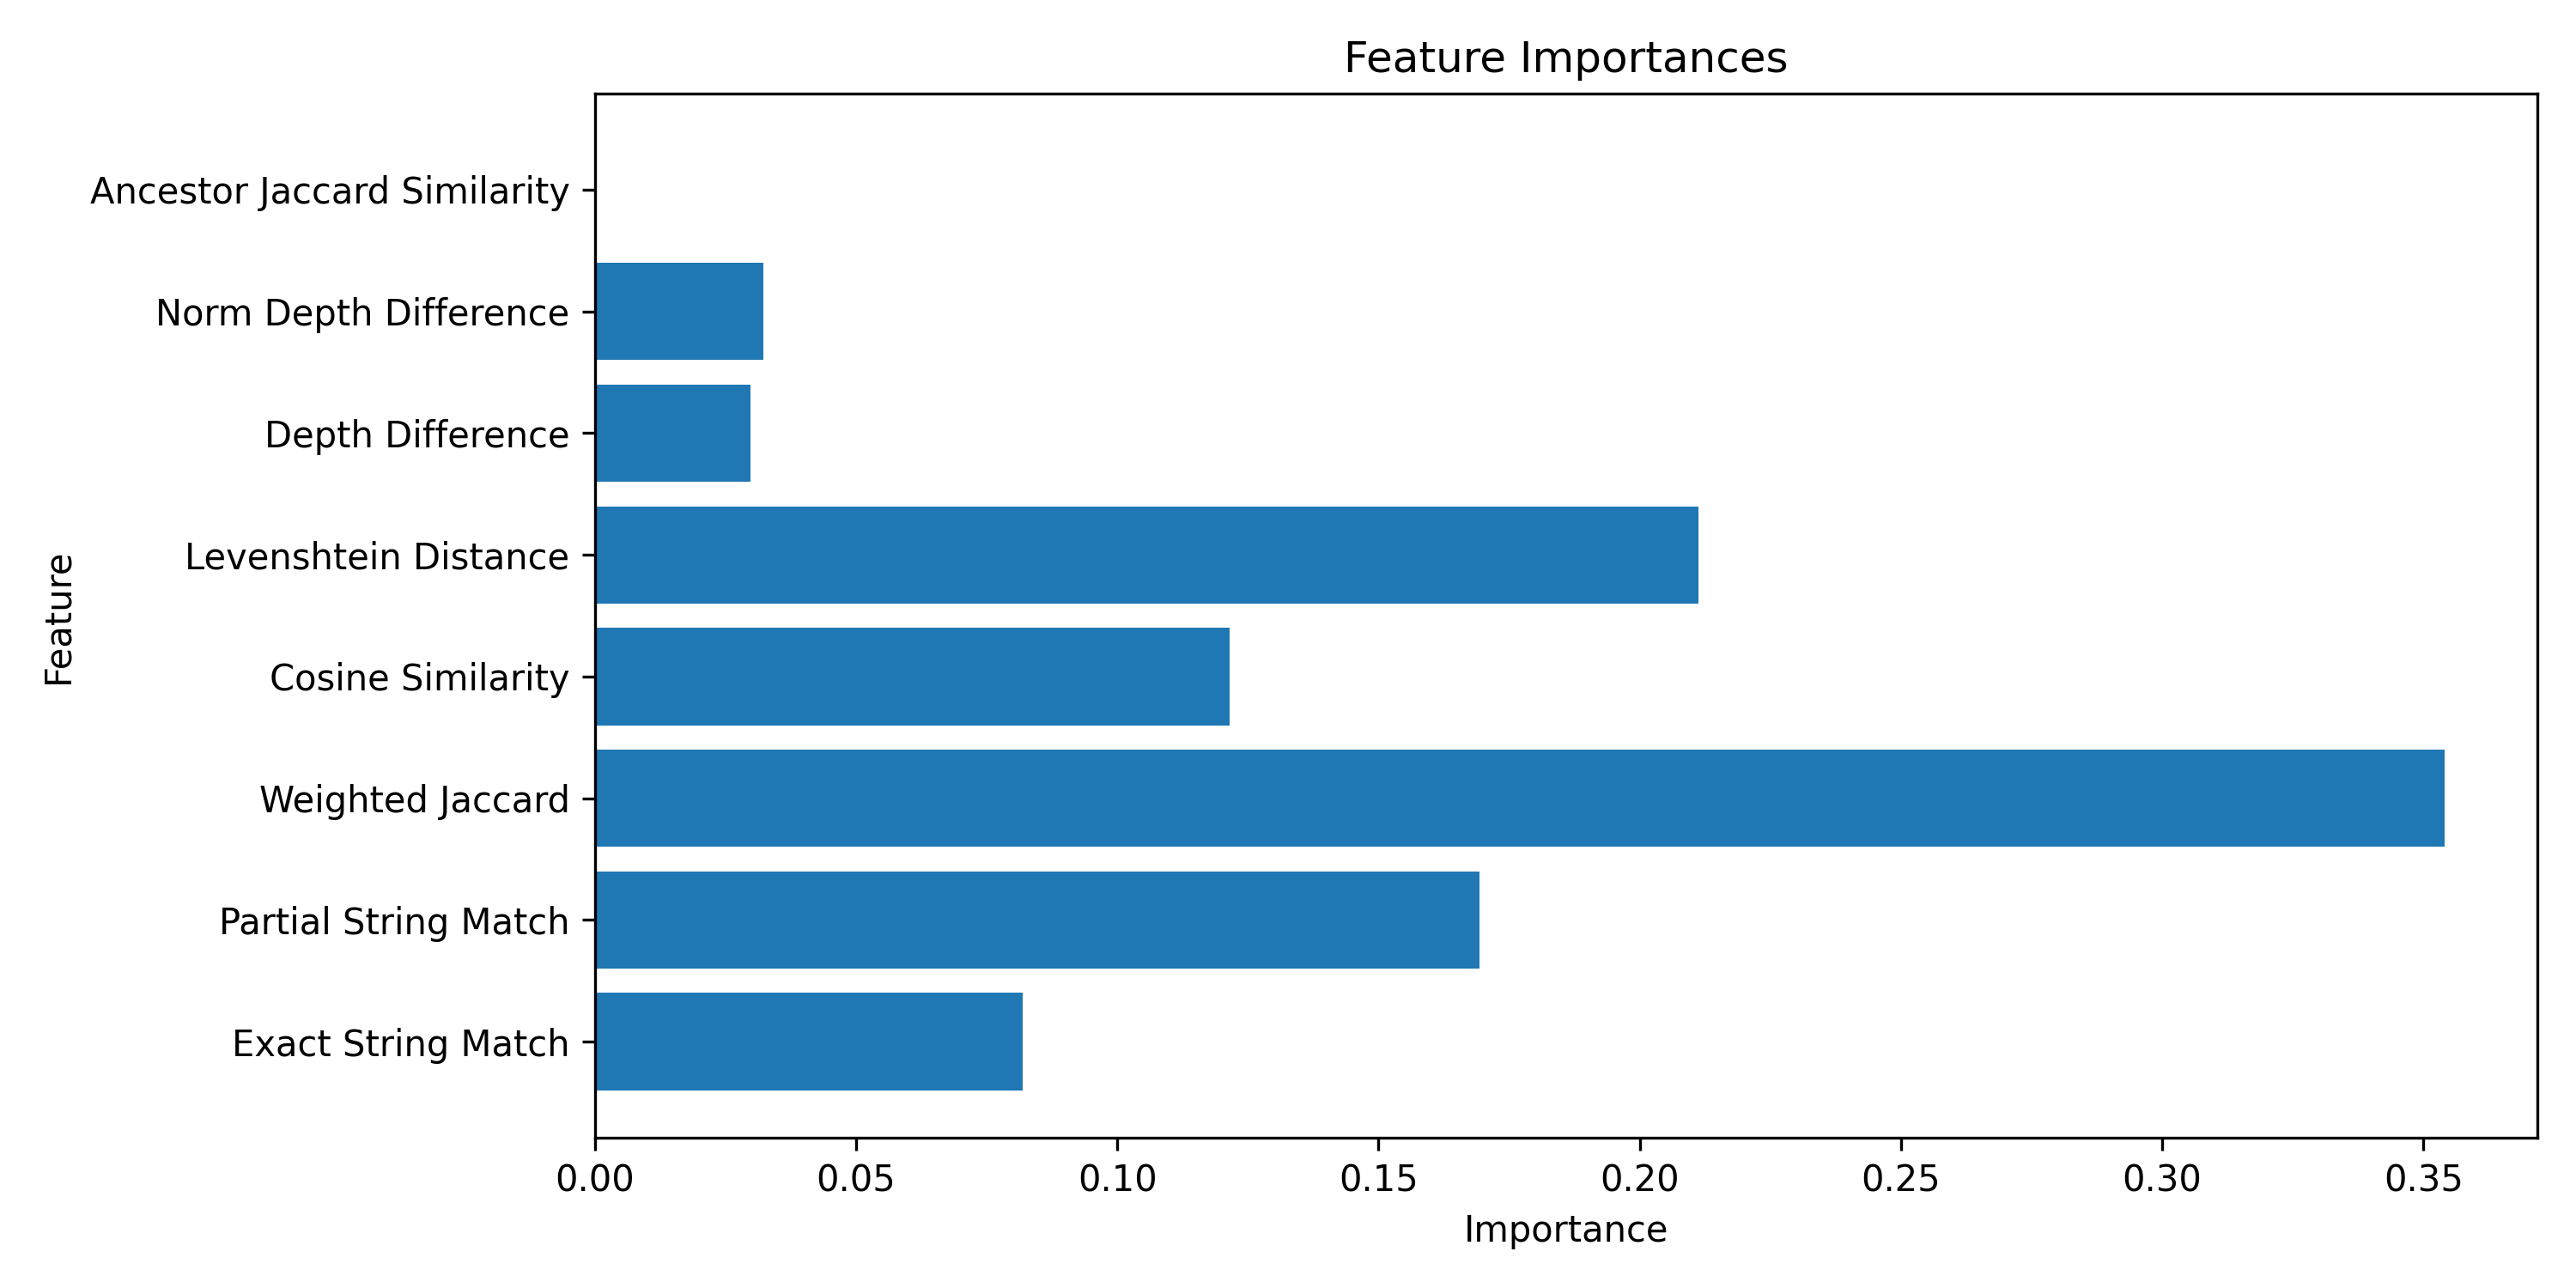 Feature Importances
Ancestor Jaccard Similarity
Norm Depth Difference
Depth Difference
Levenshtein Distance
Cosine Similarity
Weighted Jaccard
Partial String Match
Exact String Match
Feature
0.00 0.05 0.10 0.15 0.20 0.25 0.30 0.35
Importance